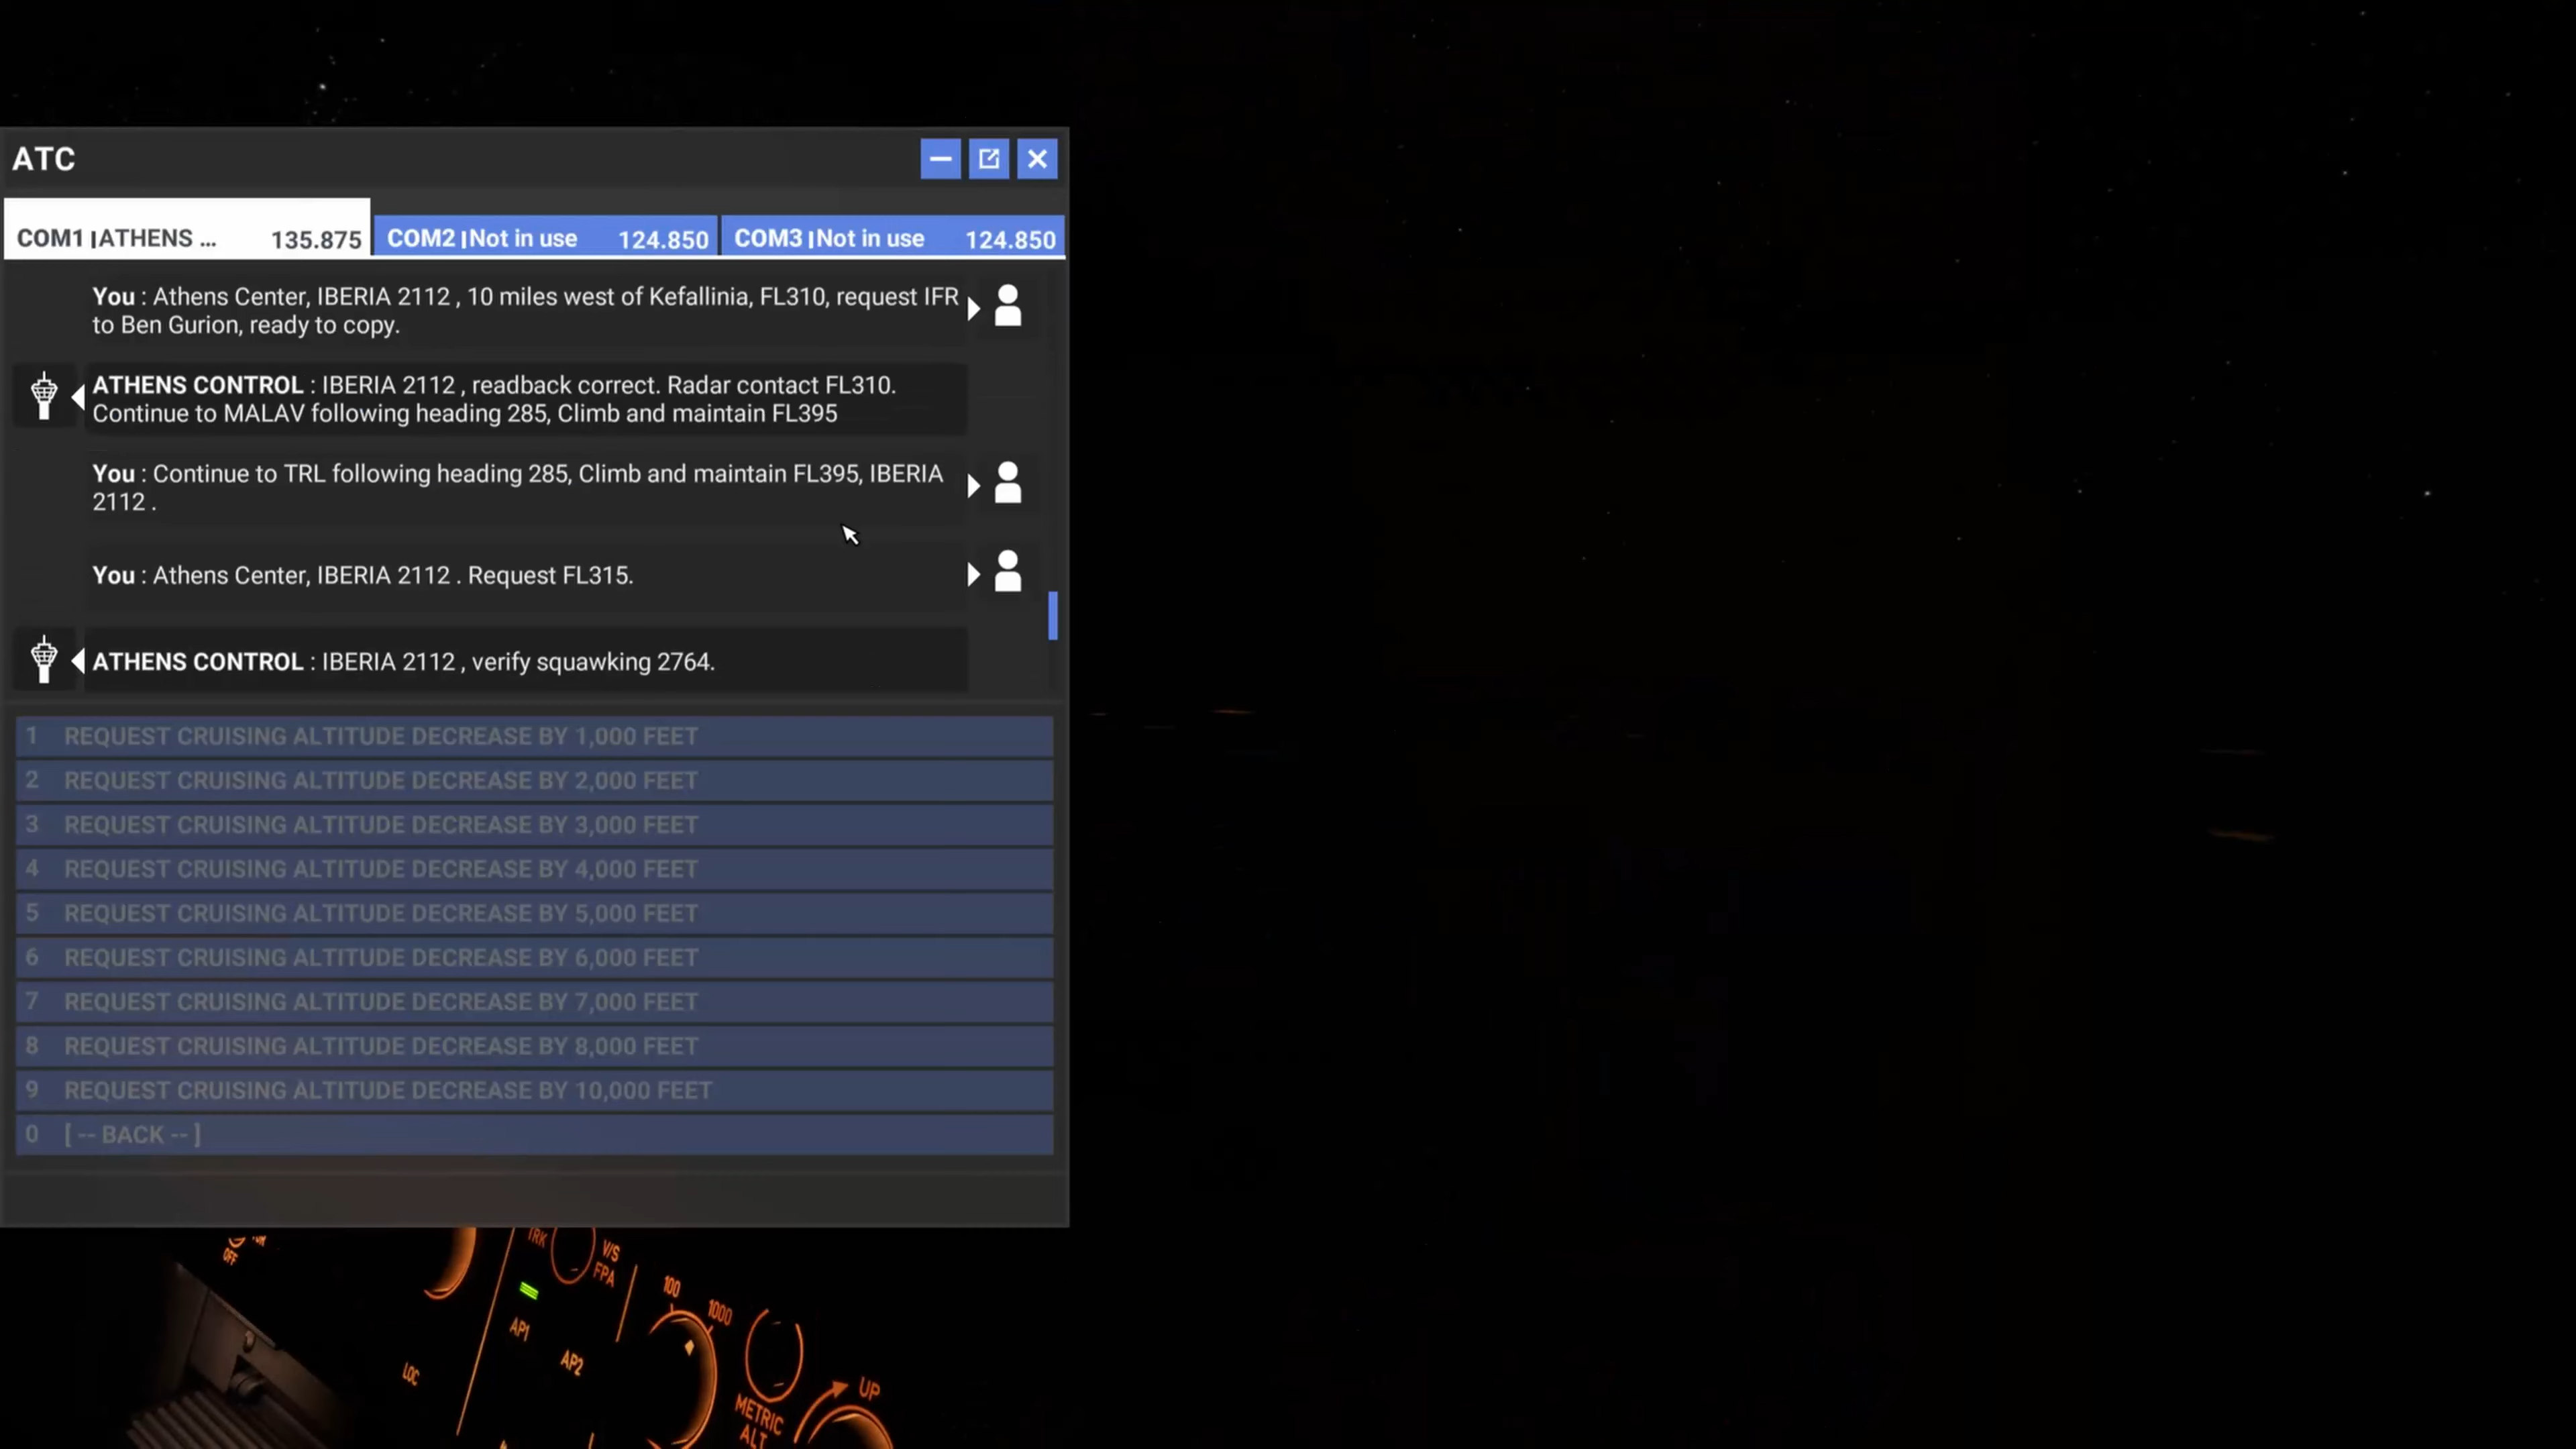 ATC
COM1 |ATHENS ... 135.875 COM2 |Not in use 124.850 COM3 |Not in use 124.850
You : Athens Center, IBERIA 2112 , 10 miles west of Kefallinia, FL310, request IFR
to Ben Gurion, ready to copy.
ATHENS CONTROL : IBERIA 2112 , readback correct. Radar contact FL310.
Continue to MALAV following heading 285, Climb and maintain FL395
You : Continue to TRL following heading 285, Climb and maintain FL395, IBERIA
2112 .
You : Athens Center, IBERIA 2112 . Request FL315.
ATHENS CONTROL : IBERIA 2112 , verify squawking 2764.
1 REQUEST CRUISING ALTITUDE DECREASE BY 1,000 FEET
2 REQUEST CRUISING ALTITUDE DECREASE BY 2,000 FEET
3 REQUEST CRUISING ALTITUDE DECREASE BY 3,000 FEET
4 REQUEST CRUISING ALTITUDE DECREASE BY 4,000 FEET
5 REQUEST CRUISING ALTITUDE DECREASE BY 5,000 FEET
6 REQUEST CRUISING ALTITUDE DECREASE BY 6,000 FEET
7 REQUEST CRUISING ALTITUDE DECREASE BY 7,000 FEET
8 REQUEST CRUISING ALTITUDE DECREASE BY 8,000 FEET
9 REQUEST CRUISING ALTITUDE DECREASE BY 10,000 FEET
0 [ -- BACK -- ]
OFF
TRK
V/S
FPA
100
1000
AP1
AP2
LOC
METRIC
ALT
UP